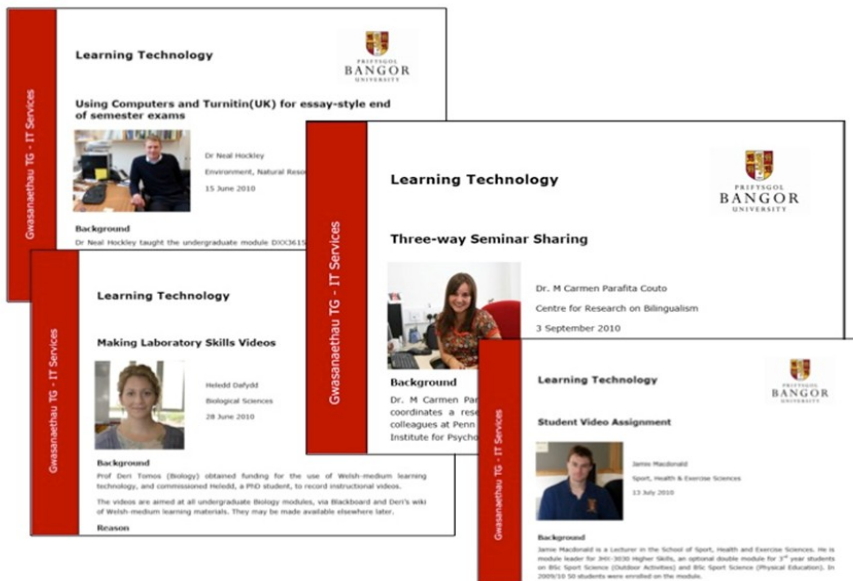 Gwasanaethau TG - IT Services
Learning Technology
PRIFYSGOL
BANGOR
UNIVERSITY
Using Computers and Turnitin(UK) for essay-style end
of semester exams
Dr Neal Hockley
Environment, Natural Reso
15 June 2010
Background
Dr Neal Hockley taught the undergraduate module DXX3615
Gwasanaethau TG - IT Services
Learning Technology
PRIFYSGOL
BANGOR
UNIVERSITY
Three-way Seminar Sharing
Dr. M Carmen Parafita Couto
Centre for Research on Bilingualism
3 September 2010
Background
Dr. M Carmen Par
coordinates a rese
colleagues at Penn
Institute for Psycho
Gwasanaethau TG - IT Services
Learning Technology
Making Laboratory Skills Videos
Heledd Dafydd
Biological Sciences
28 June 2010
Background
Prof Deri Tomos (Biology) obtained funding for the use of Welsh-medium learning
technology, and commissioned Heledd, a PhD student, to record instructional videos.
The videos are aimed at all undergraduate Biology modules, via Blackboard and Deri's wiki
of Welsh-medium learning materials. They may be made available elsewhere later.
Reason
Gwasanaethau TG - IT Services
Learning Technology
PRIFYSGOL
BANGOR
UNIVERSITY
Student Video Assignment
Jamie Macdonald
Sport, Health & Exercise Sciences
13 July 2010
Background
Jamie Macdonald is a Lecturer in the School of Sport, Health and Exercise Sciences. He is
module leader for JHX-3030 Higher Skills, an optional double module for 3rd year students
on BSc Sport Science (Outdoor Activities) and BSc Sport Science (Physical Education). In
2009/10 50 students were enrolled on the module.